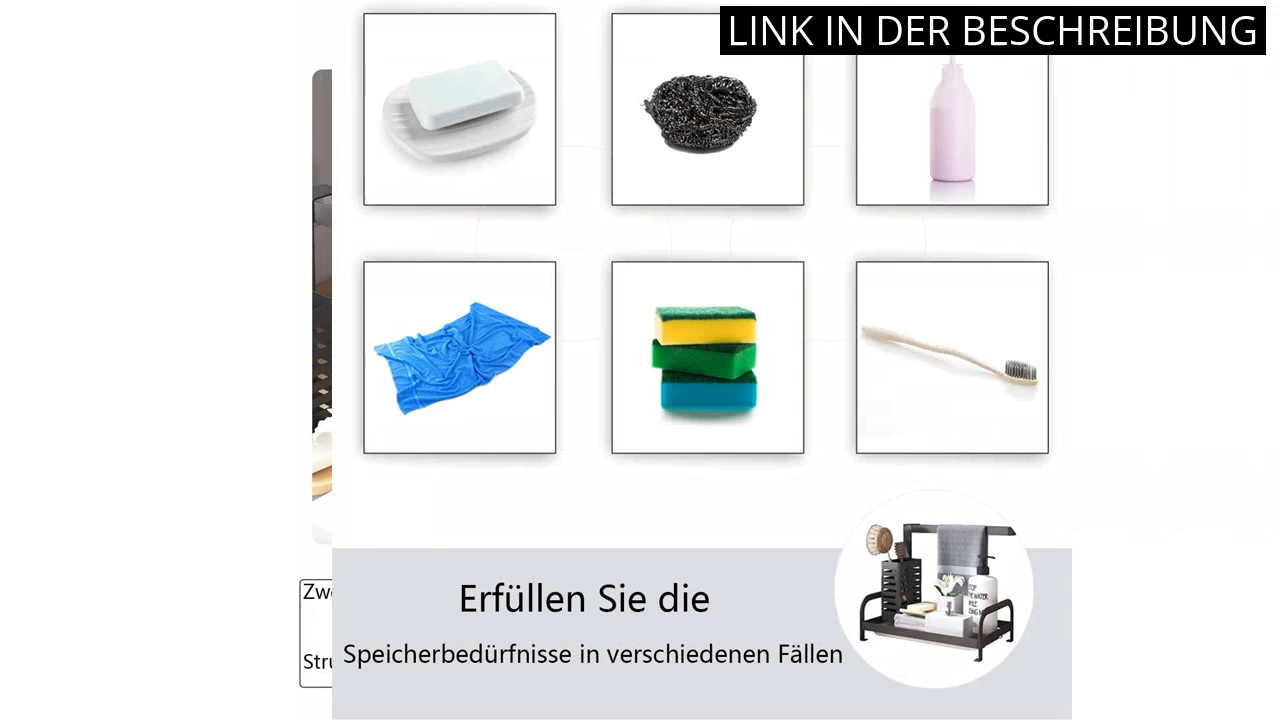 LINK IN DER BESCHREIBUNG
Erfüllen Sie die
Speicherbedürfnisse in verschiedenen Fällen